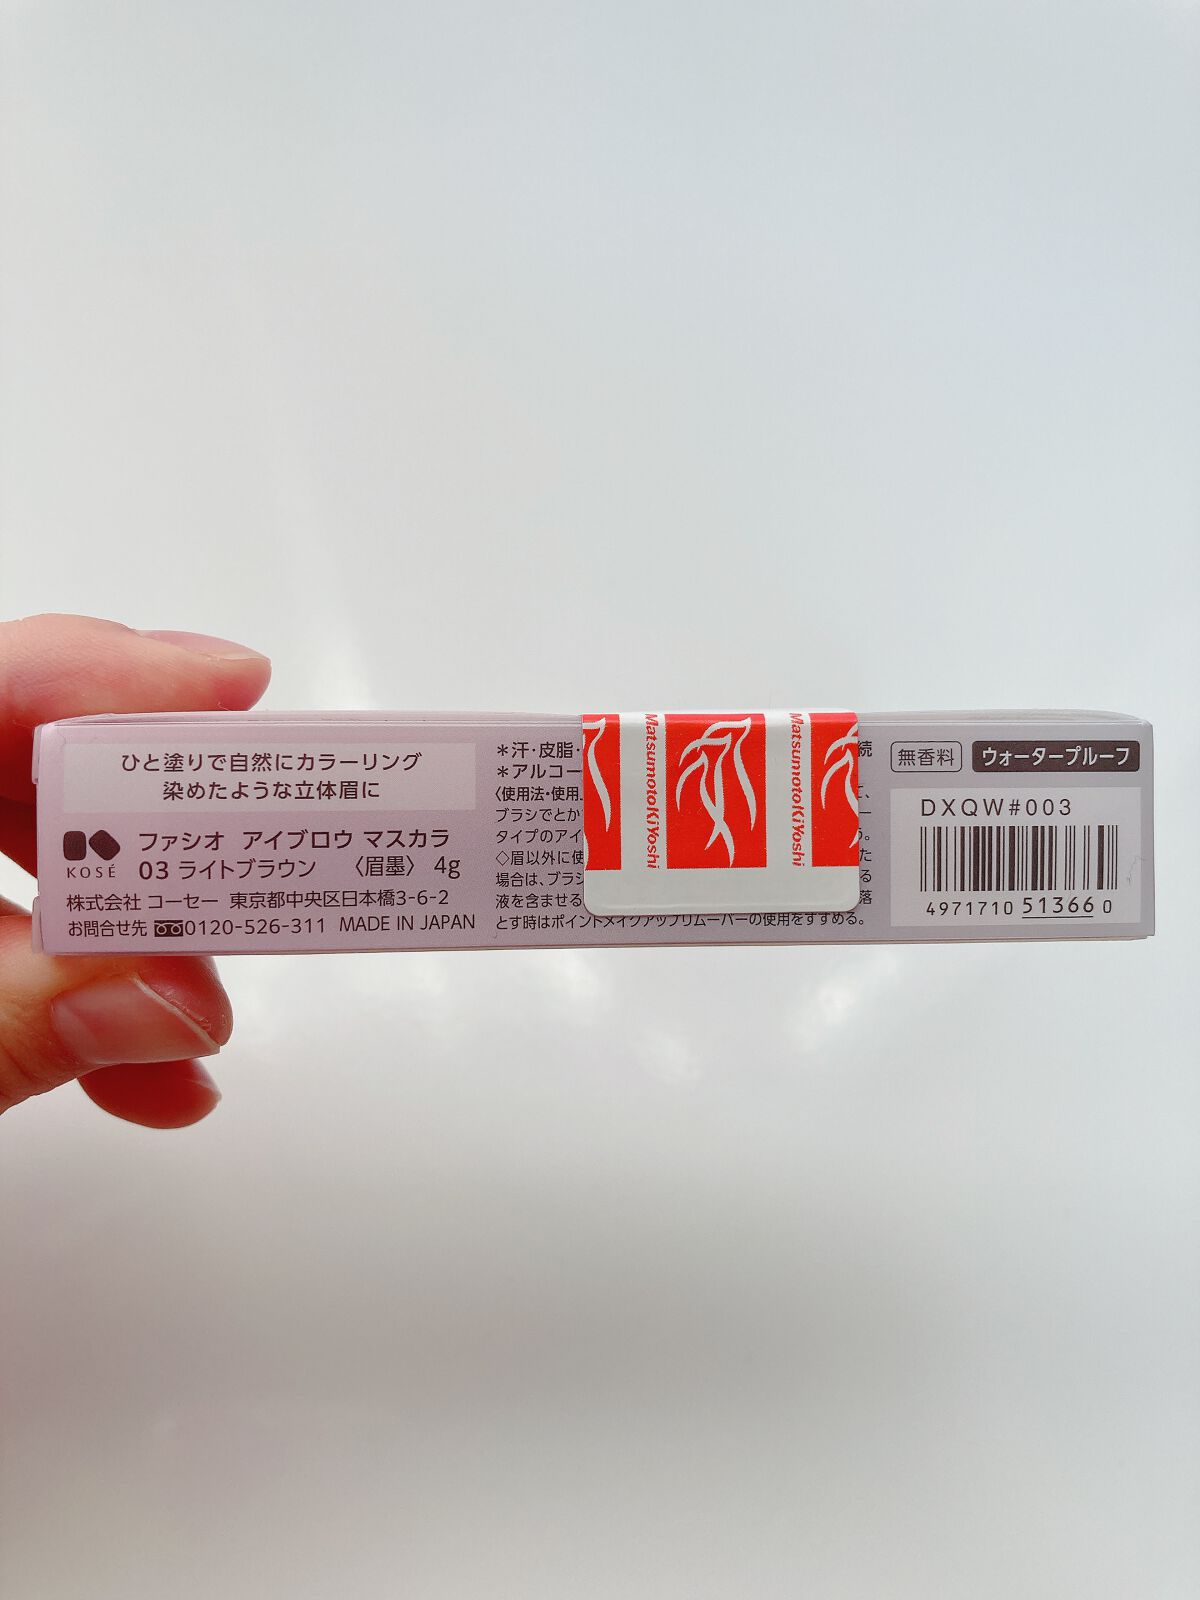 ひと塗りで自然にカラーリング
染めたような立体眉に
KOSÉ
ファシオ アイブロウ マスカラ
03 ライトブラウン 〈眉墨〉 4g
株式会社 コーセー 東京都中央区日本橋3-6-2
お問合せ先 0120-526-311 MADE IN JAPAN
＊汗・皮脂・ 続
＊アルコー
〈使用法・使用上 て、
ブラシでとか
タイプのアイ う。
◇眉以外に使 た
場合は、ブラシ る
液を含ませる 落
とす時はポイントメイクアップリムーバーの使用をすすめる。
MatsumotoKiYoshi
MatsumotoKiYoshi
無香料
ウォータープルーフ
DXQW#003
4971710 51366 0